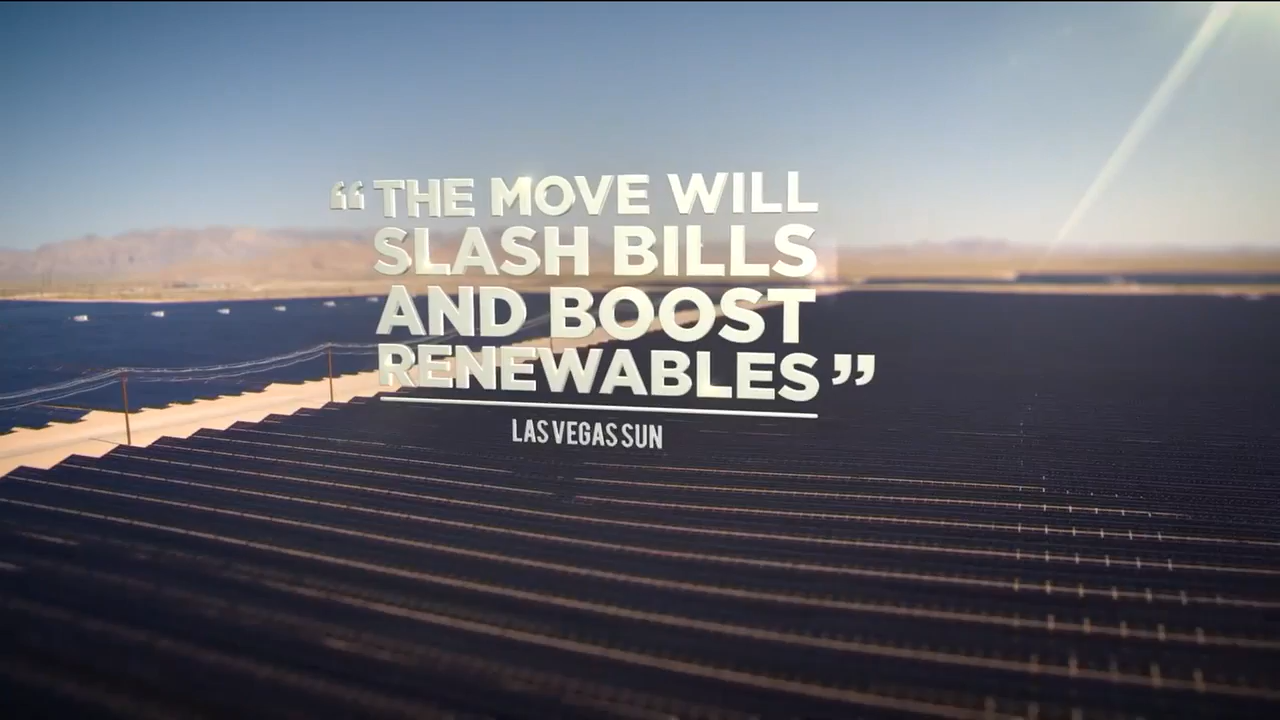 “THE MOVE WILL
SLASH BILLS
AND BOOST
RENEWABLES”
LAS VEGAS SUN